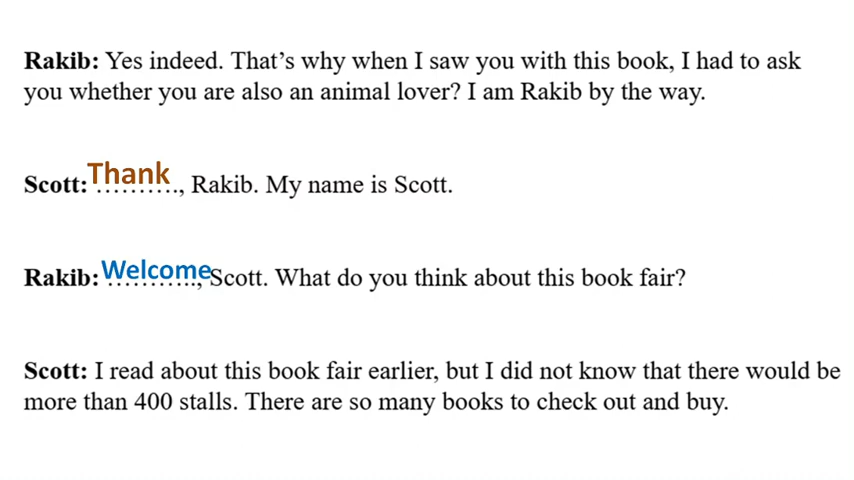 Rakib: Yes indeed. That’s why when I saw you with this book, I had to ask
you whether you are also an animal lover? I am Rakib by the way.
Scott: Thank ………., Rakib. My name is Scott.
Rakib: Welcome ……….., Scott. What do you think about this book fair?
Scott: I read about this book fair earlier, but I did not know that there would be
more than 400 stalls. There are so many books to check out and buy.